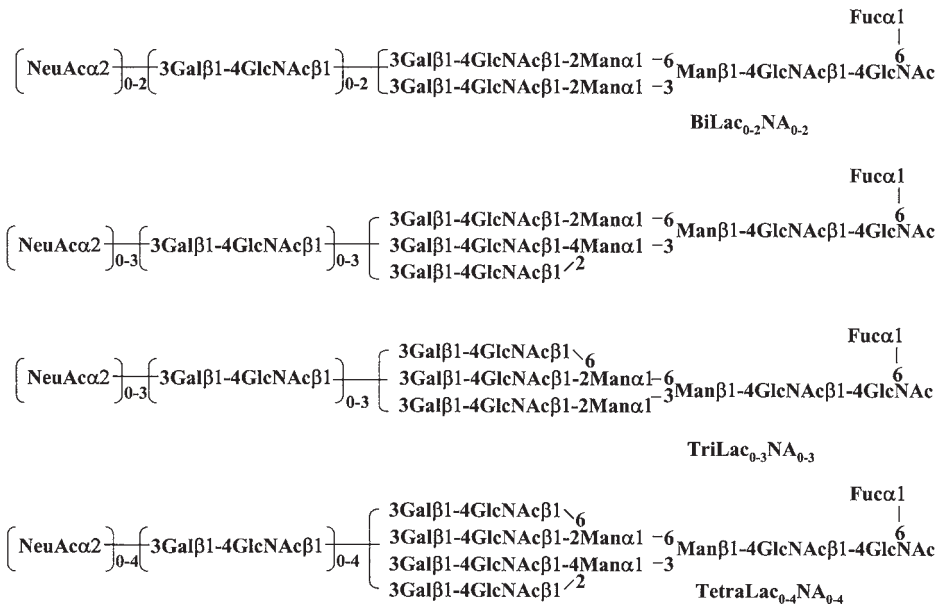 Fucα1
6
NeuAcα2 0-2 3Galβ1-4GlcNAcβ1 0-2 3Galβ1-4GlcNAcβ1-2Manα1 -6
3Galβ1-4GlcNAcβ1-2Manα1 -3
Manβ1-4GlcNAcβ1-4GlcNAc
BiLac0-2NA0-2
Fucα1
6
3Galβ1-4GlcNAcβ1-2Manα1 -6
NeuAcα2 0-3 3Galβ1-4GlcNAcβ1 0-3 3Galβ1-4GlcNAcβ1-4Manα1 -3
3Galβ1-4GlcNAcβ1 2
Manβ1-4GlcNAcβ1-4GlcNAc
Fucα1
6
3Galβ1-4GlcNAcβ1 6
NeuAcα2 0-3 3Galβ1-4GlcNAcβ1 0-3 3Galβ1-4GlcNAcβ1-2Manα1 -6
3Galβ1-4GlcNAcβ1-2Manα1 -3
Manβ1-4GlcNAcβ1-4GlcNAc
TriLac0-3NA0-3
Fucα1
6
3Galβ1-4GlcNAcβ1 6
3Galβ1-4GlcNAcβ1-2Manα1 -6
NeuAcα2 0-4 3Galβ1-4GlcNAcβ1 0-4 3Galβ1-4GlcNAcβ1-4Manα1 -3
3Galβ1-4GlcNAcβ1 2
Manβ1-4GlcNAcβ1-4GlcNAc
TetraLac0-4NA0-4